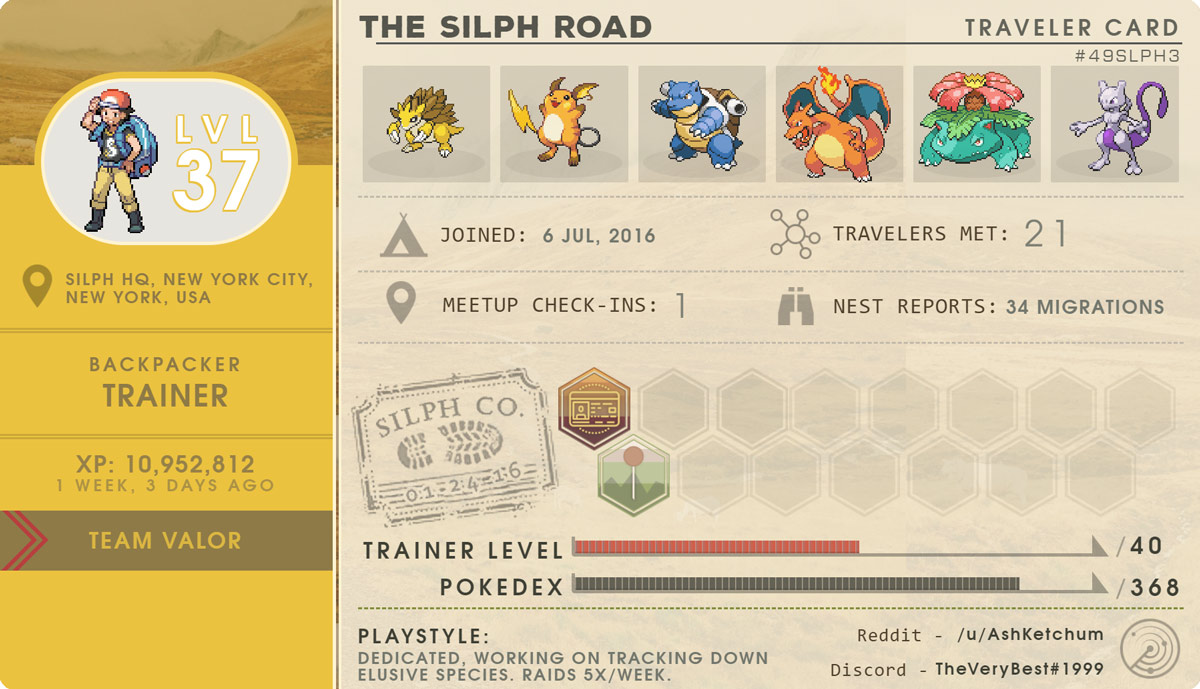 THE SILPH ROAD
TRAVELER CARD
#49SLPH3
LVL
37
SILPH HQ, NEW YORK CITY,
NEW YORK, USA
BACKPACKER
TRAINER
XP: 10,952,812
1 WEEK, 3 DAYS AGO
TEAM VALOR
JOINED: 6 JUL, 2016
TRAVELERS MET: 21
MEETUP CHECK-INS: 1
NEST REPORTS: 34 MIGRATIONS
SILPH CO.
01-24-16
TRAINER LEVEL /40
POKEDEX /368
PLAYSTYLE:
DEDICATED, WORKING ON TRACKING DOWN
ELUSIVE SPECIES. RAIDS 5X/WEEK.
Reddit - /u/AshKetchum
Discord - TheVeryBest#1999